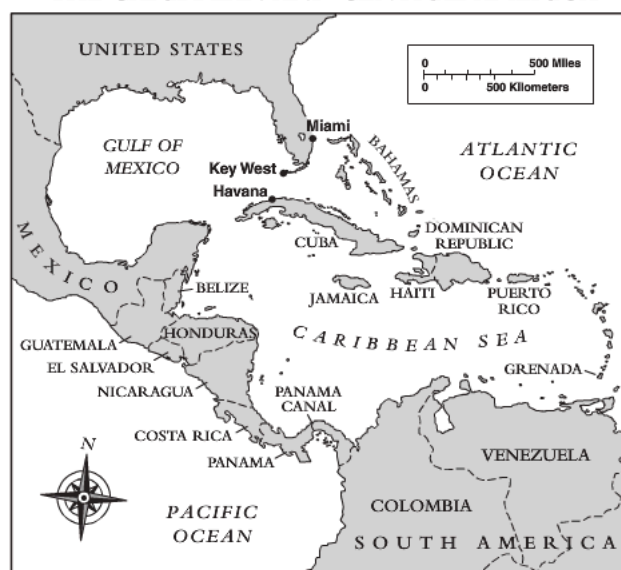 UNITED STATES
0 500 Miles
0 500 Kilometers
Miami
GULF OF
MEXICO
BAHAMAS
ATLANTIC
OCEAN
Key West
Havana
CUBA
DOMINICAN
REPUBLIC
MEXICO
BELIZE
JAMAICA
HAITI
PUERTO
RICO
GUATEMALA
HONDURAS
CARIBBEAN SEA
EL SALVADOR
GRENADA
NICARAGUA
PANAMA
CANAL
COSTA RICA
PANAMA
N
VENEZUELA
COLOMBIA
PACIFIC
OCEAN
SOUTH AMERICA